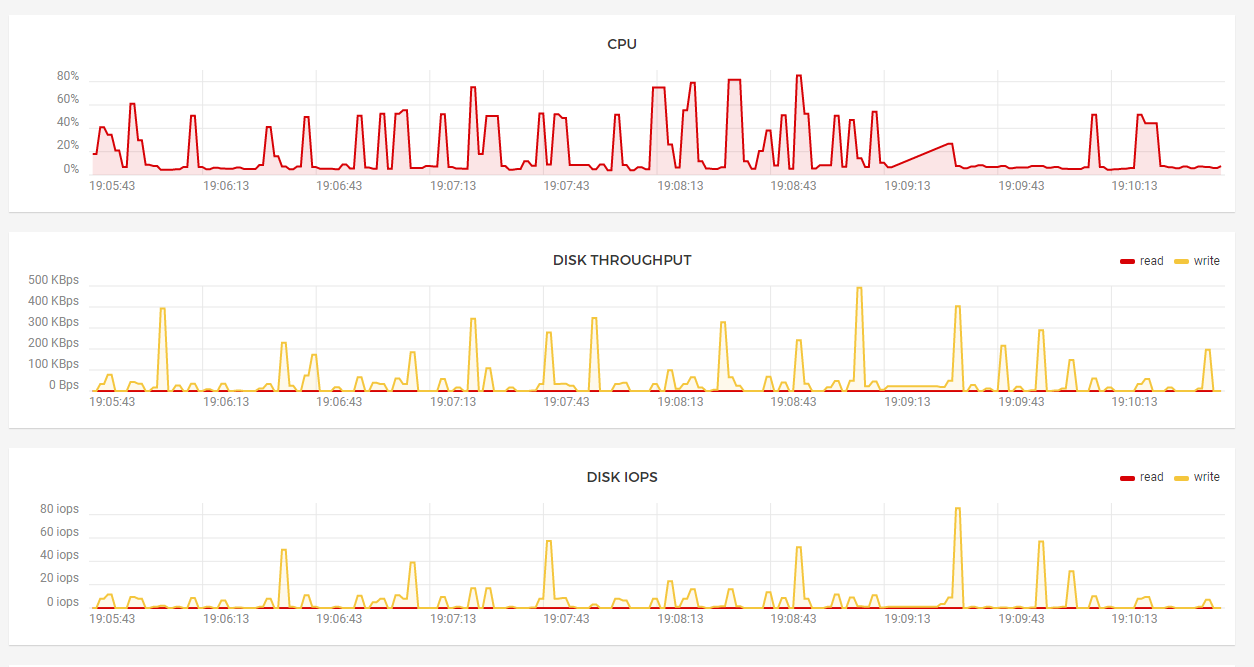 CPU
80%
60%
40%
20%
0%
19:05:43 19:06:13 19:06:43 19:07:13 19:07:43 19:08:13 19:08:43 19:09:13 19:09:43 19:10:13
DISK THROUGHPUT
read write
500 KBps
400 KBps
300 KBps
200 KBps
100 KBps
0 Bps
19:05:43 19:06:13 19:06:43 19:07:13 19:07:43 19:08:13 19:08:43 19:09:13 19:09:43 19:10:13
DISK IOPS
read write
80 iops
60 iops
40 iops
20 iops
0 iops
19:05:43 19:06:13 19:06:43 19:07:13 19:07:43 19:08:13 19:08:43 19:09:13 19:09:43 19:10:13